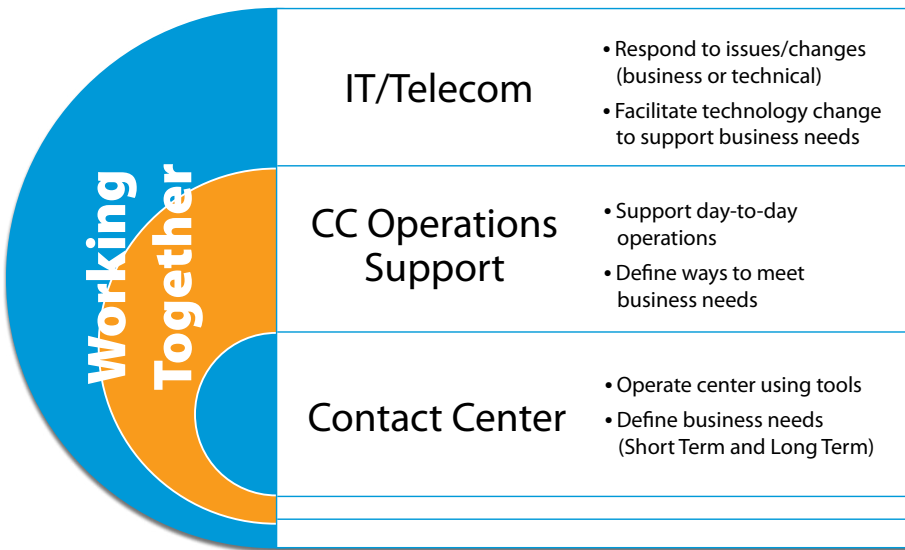 Working
Together
IT/Telecom
• Respond to issues/changes
(business or technical)
• Facilitate technology change
to support business needs
CC Operations
Support
• Support day-to-day
operations
• Define ways to meet
business needs
Contact Center
• Operate center using tools
• Define business needs
(Short Term and Long Term)